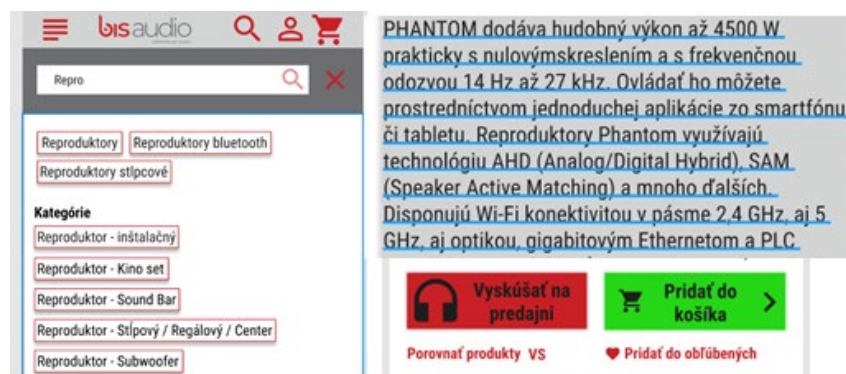 bisaudio
Repro
Reproduktory Reproduktory bluetooth
Reproduktory stlpcové
Kategórie
Reproduktor - inštalačný
Reproduktor - Kino set
Reproduktor - Sound Bar
Reproduktor - Stĺpový / Regálový / Center
Reproduktor - Subwoofer
PHANTOM dodáva hudobný výkon až 4500 W
prakticky s nulovýmskreslením a s frekvenčnou
odozvou 14 Hz až 27 kHz. Ovládať ho môžete
prostredníctvom jednoduchej aplikácie zo smartfónu
či tabletu. Reproduktory Phantom využívajú
technológiu AHD (Analog/Digital Hybrid), SAM
(Speaker Active Matching) a mnoho ďalších.
Disponujú Wi-Fi konektivitou v pásme 2,4 GHz, aj 5
GHz, aj optikou, gigabitovým Ethernetom a PLC
Vyskúšať na
predajni
Pridať do
košíka
Porovnať produkty VS
Pridať do obľúbených